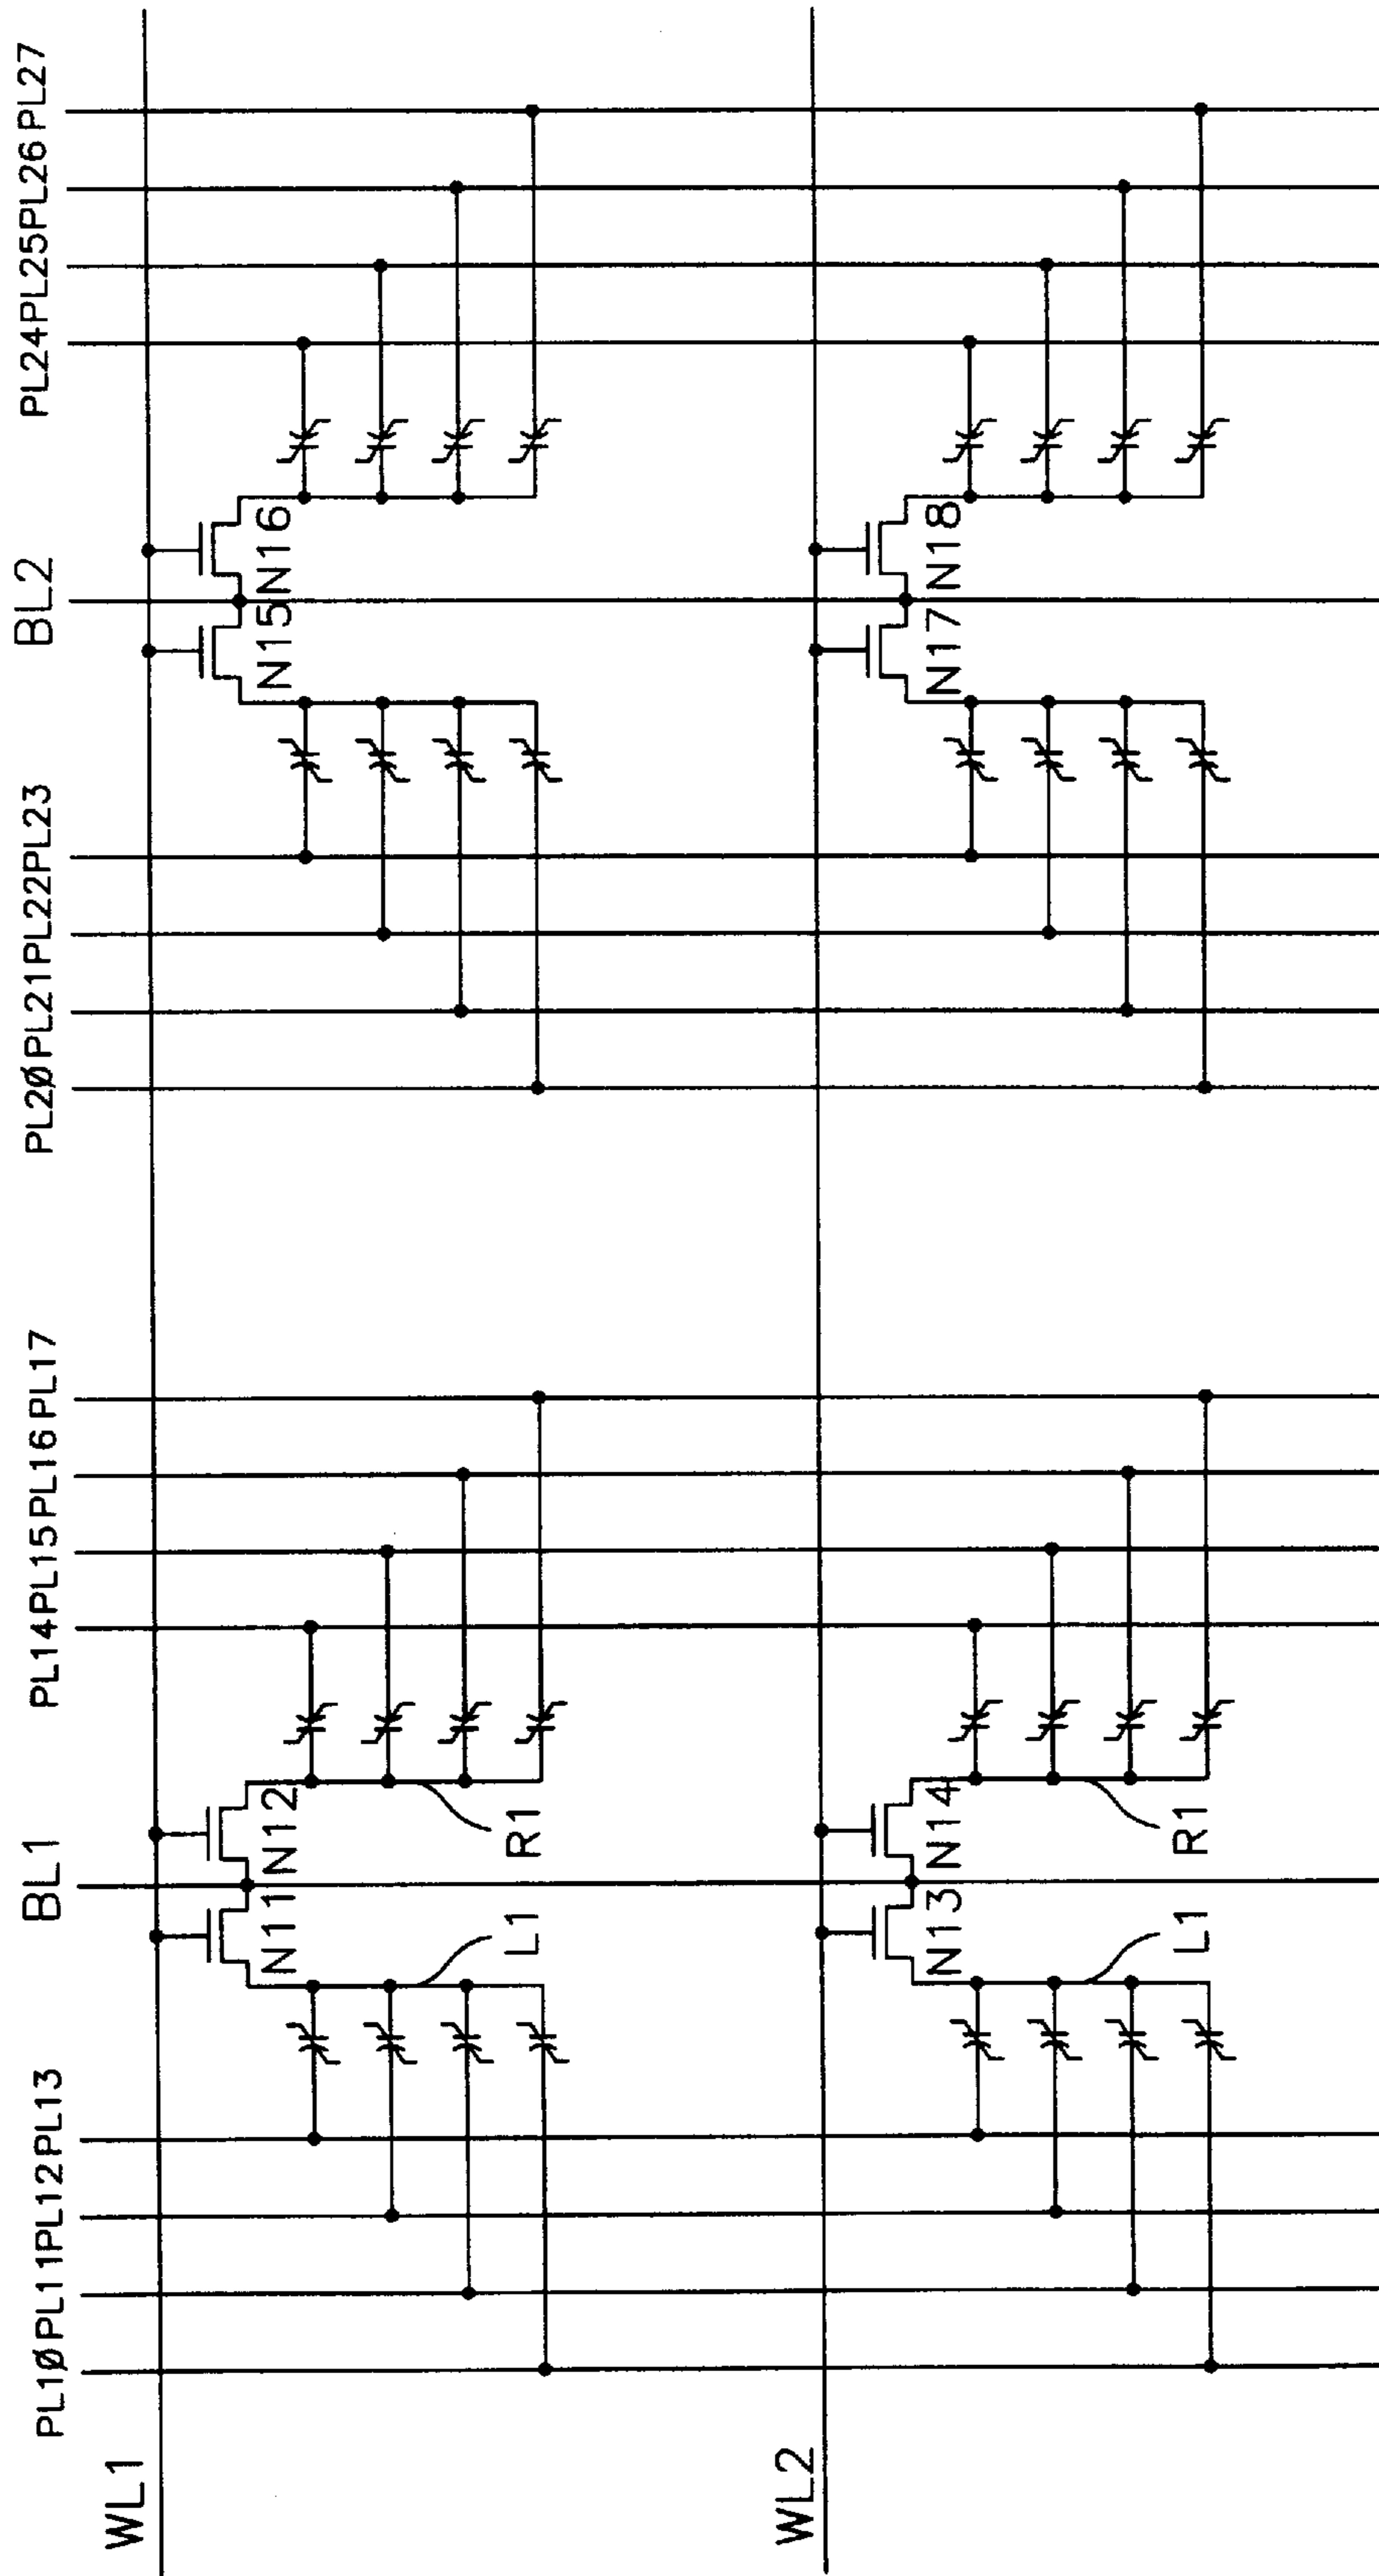 PL1Ø PL11 PL12 PL13 BL1 PL14 PL15 PL16 PL17 PL2Ø PL21 PL22 PL23 BL2 PL24 PL25 PL26 PL27
WL1
N11 N12 N15 N16
L1 R1
WL2
N13 N14 N17 N18
L1 R1